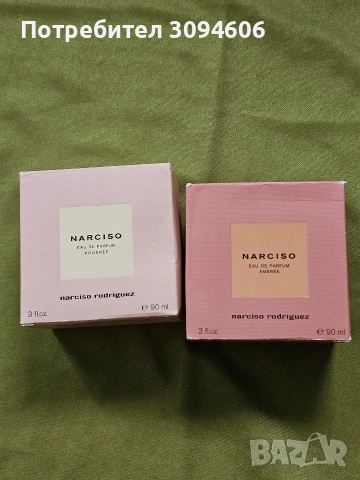 Потребител 3094606
NARCISO
EAU DE PARFUM
POUDRÉE
narciso rodriguez
3 fl.oz. e 90 ml
NARCISO
EAU DE PARFUM
AMBRÉE
narciso rodriguez
3 fl.oz. e 90 ml
BAZAR